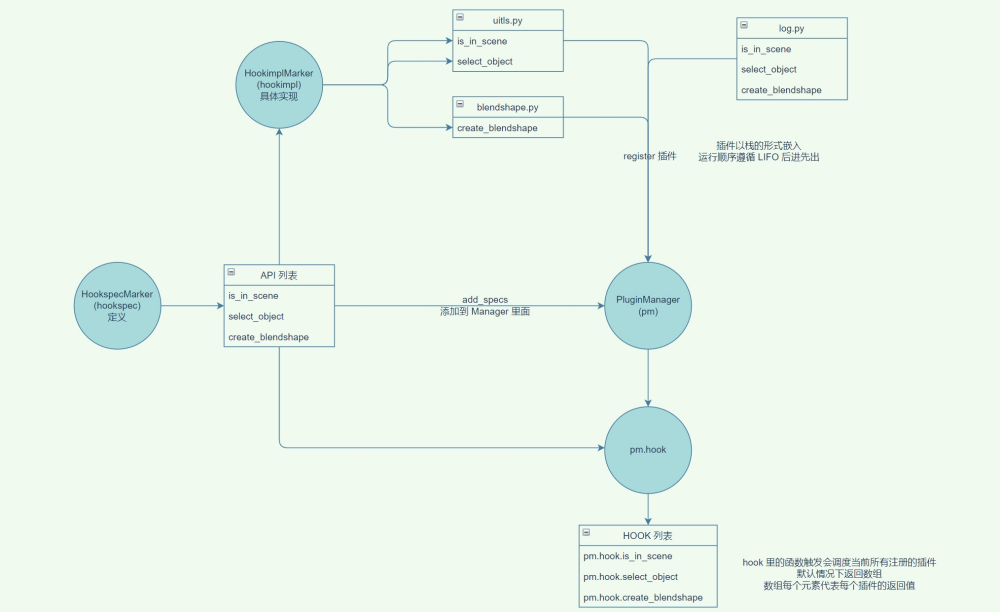 uitls.py
is_in_scene
select_object
log.py
is_in_scene
select_object
create_blendshape
HookimplMarker
(hookimpl)
具体实现
blendshape.py
create_blendshape
register 插件
插件以栈的形式嵌入
运行顺序遵循 LIFO 后进先出
HookspecMarker
(hookspec)
定义
API 列表
is_in_scene
select_object
create_blendshape
add_specs
添加到 Manager 里面
PluginManager
(pm)
pm.hook
HOOK 列表
pm.hook.is_in_scene
pm.hook.select_object
pm.hook.create_blendshape
hook 里的函数触发会调度当前所有注册的插件
默认情况下返回数组
数组每个元素代表每个插件的返回值